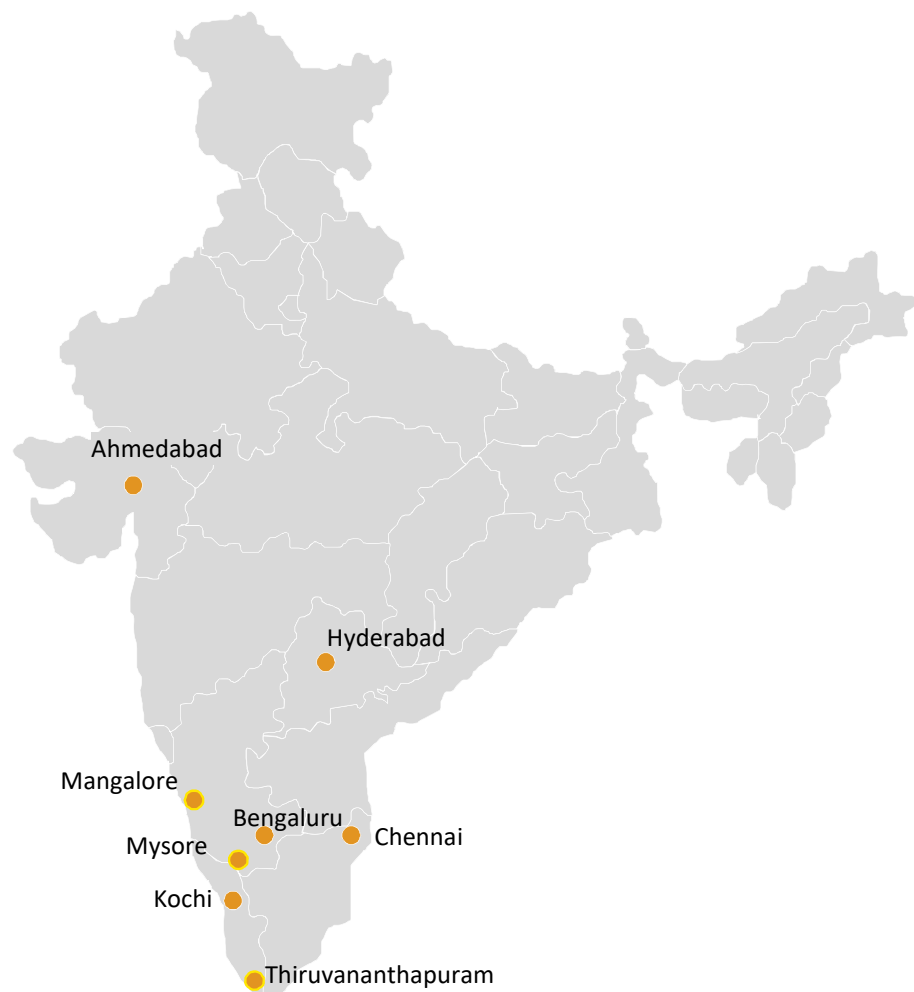 Ahmedabad
Hyderabad
Mangalore
Bengaluru
Chennai
Mysore
Kochi
Thiruvananthapuram